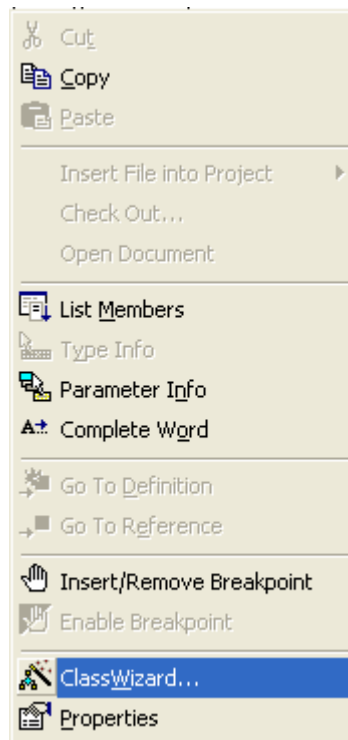 Cut
Copy
Paste
Insert File into Project
Check Out...
Open Document
List Members
Type Info
Parameter Info
Complete Word
Go To Definition
Go To Reference
Insert/Remove Breakpoint
Enable Breakpoint
ClassWizard...
Properties